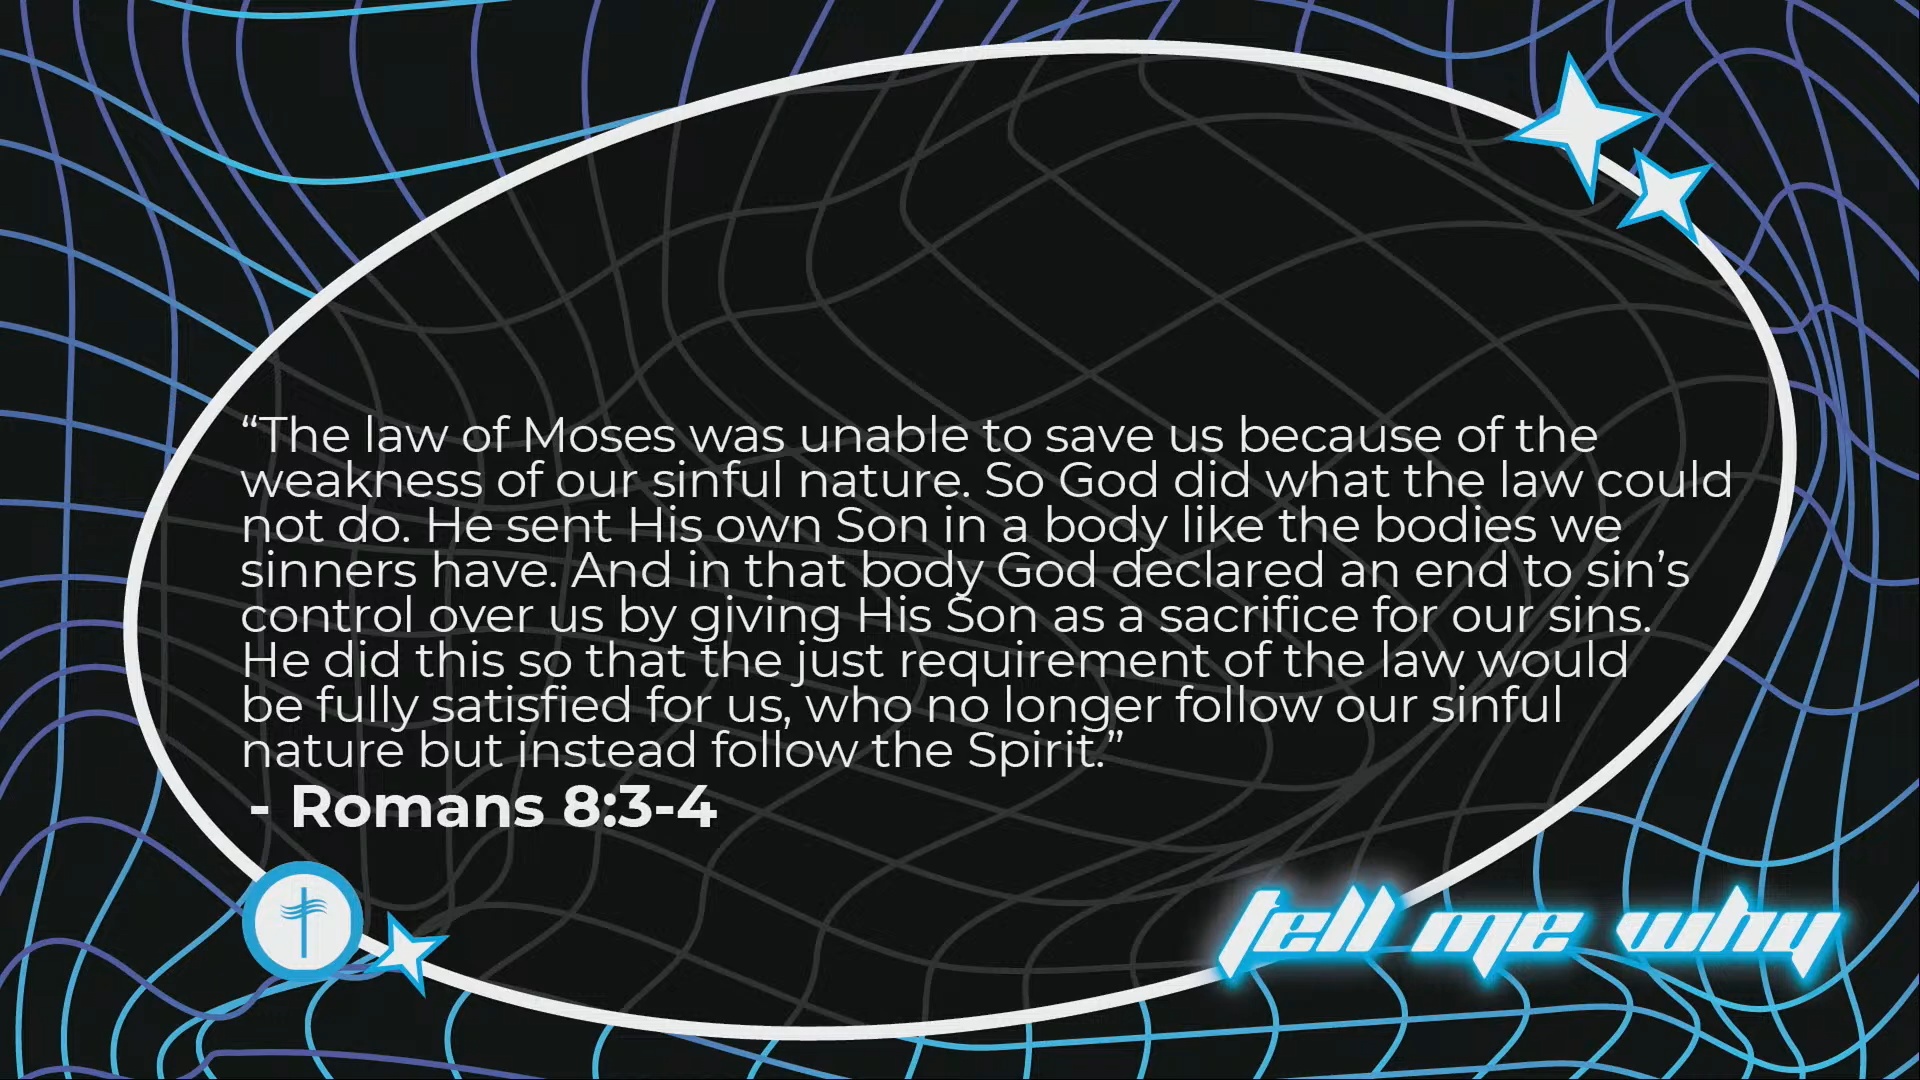 “The law of Moses was unable to save us because of the
weakness of our sinful nature. So God did what the law could
not do. He sent His own Son in a body like the bodies we
sinners have. And in that body God declared an end to sin’s
control over us by giving His Son as a sacrifice for our sins.
He did this so that the just requirement of the law would
be fully satisfied for us, who no longer follow our sinful
nature but instead follow the Spirit.”
- Romans 8:3-4
tell me why